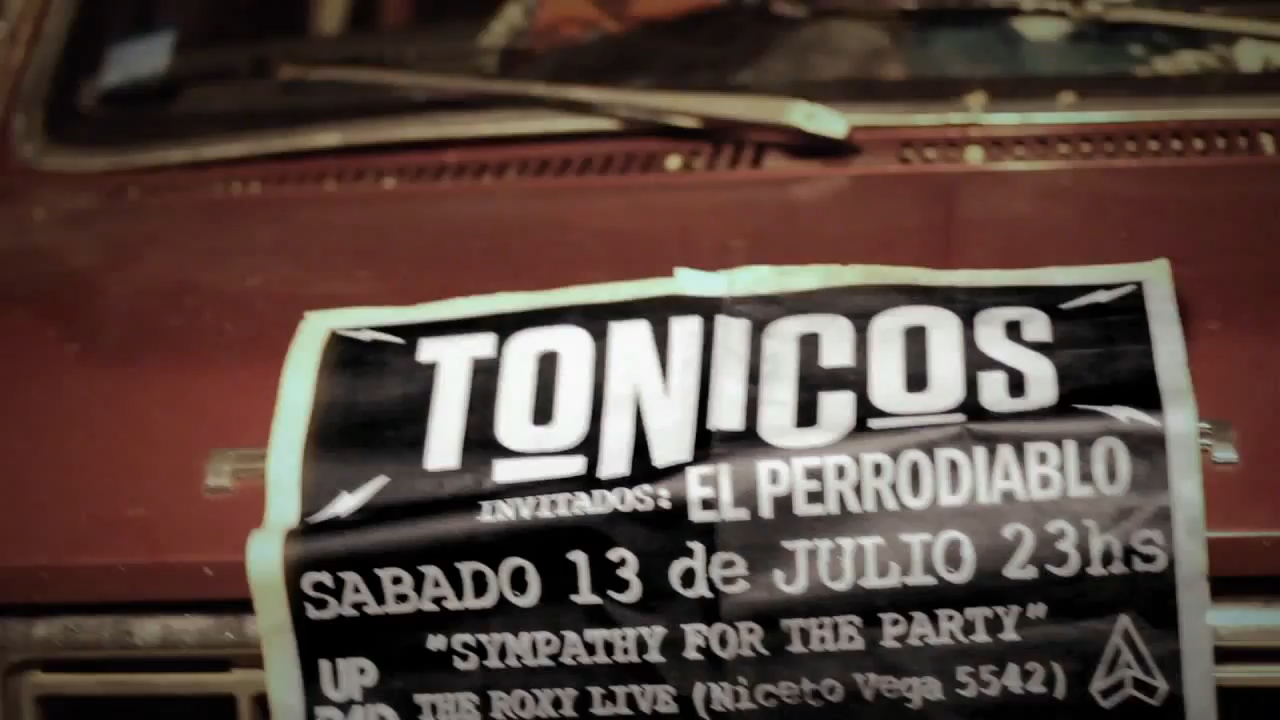 TONICOS
INVITADOS: EL PERRODIABLO
SABADO 13 de JULIO 23hs
"SYMPATHY FOR THE PARTY"
UP
THE ROXY LIVE (Niceto Vega 5542)